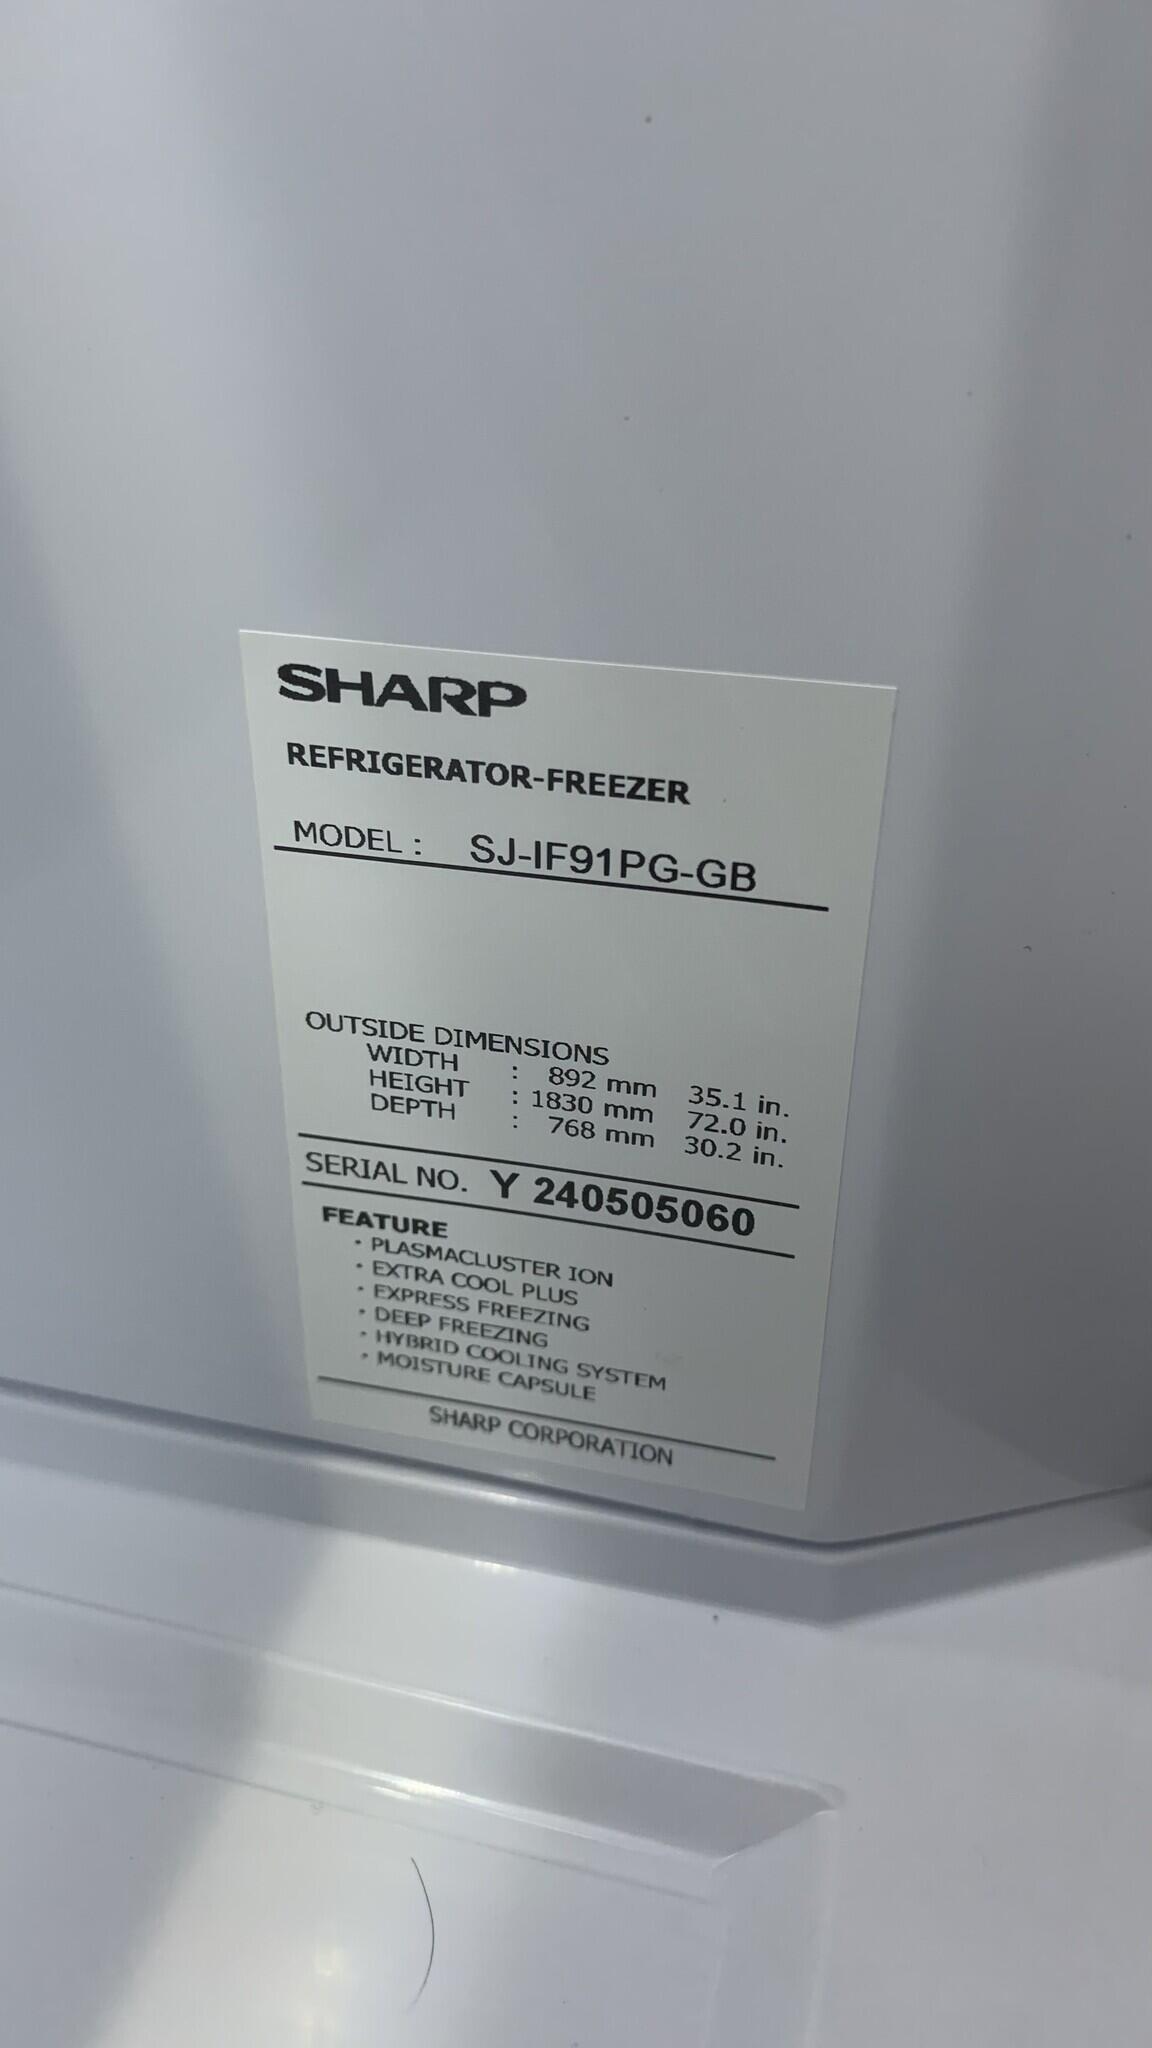 SHARP
REFRIGERATOR-FREEZER
MODEL : SJ-IF91PG-GB
OUTSIDE DIMENSIONS
WIDTH : 892 mm 35.1 in.
HEIGHT : 1830 mm 72.0 in.
DEPTH : 768 mm 30.2 in.
SERIAL NO. Y 240505060
FEATURE
• PLASMACLUSTER ION
• EXTRA COOL PLUS
• EXPRESS FREEZING
• DEEP FREEZING
• HYBRID COOLING SYSTEM
• MOISTURE CAPSULE
SHARP CORPORATION